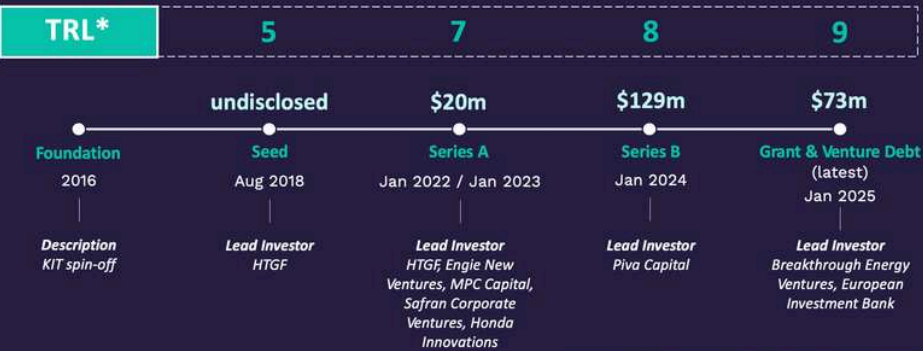 TRL* 5 7 8 9
undisclosed $20m $129m $73m
Foundation Seed Series A Series B Grant & Venture Debt
(latest)
2016 Aug 2018 Jan 2022 / Jan 2023 Jan 2024 Jan 2025
Description
KIT spin-off
Lead Investor
HTGF
Lead Investor
HTGF, Engie New
Ventures, MPC Capital,
Safran Corporate
Ventures, Honda
Innovations
Lead Investor
Piva Capital
Lead Investor
Breakthrough Energy
Ventures, European
Investment Bank